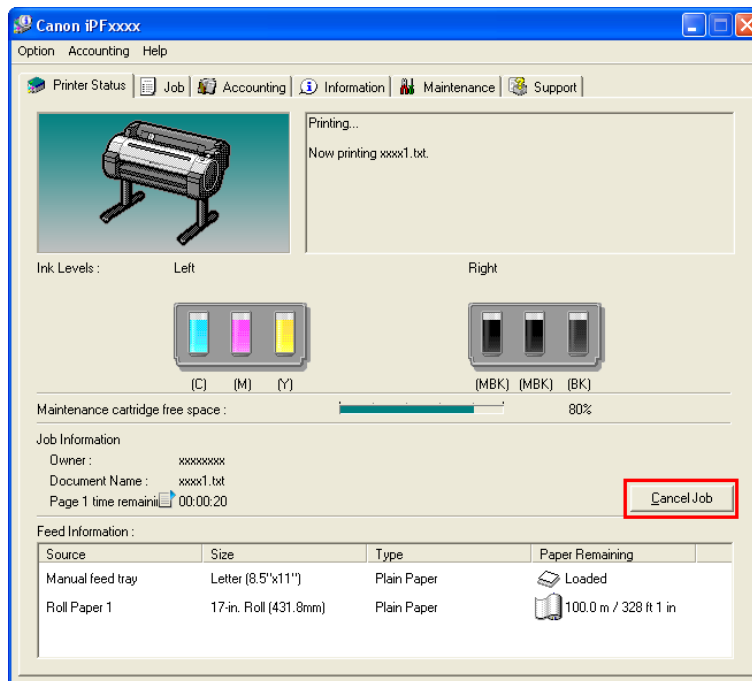 Canon iPFxxxx
Option Accounting Help
Printer Status Job Accounting Information Maintenance Support
Printing...
Now printing xxxx1.txt.
Ink Levels : Left Right
(C) (M) (Y) (MBK) (MBK) (BK)
Maintenance cartridge free space : 80%
Job Information
Owner : xxxxxxxx
Document Name : xxxx1.txt
Page 1 time remaini 00:00:20
Cancel Job
Feed Information :
Source Size Type Paper Remaining
Manual feed tray Letter (8.5"x11") Plain Paper Loaded
Roll Paper 1 17-in. Roll (431.8mm) Plain Paper 100.0 m / 328 ft 1 in